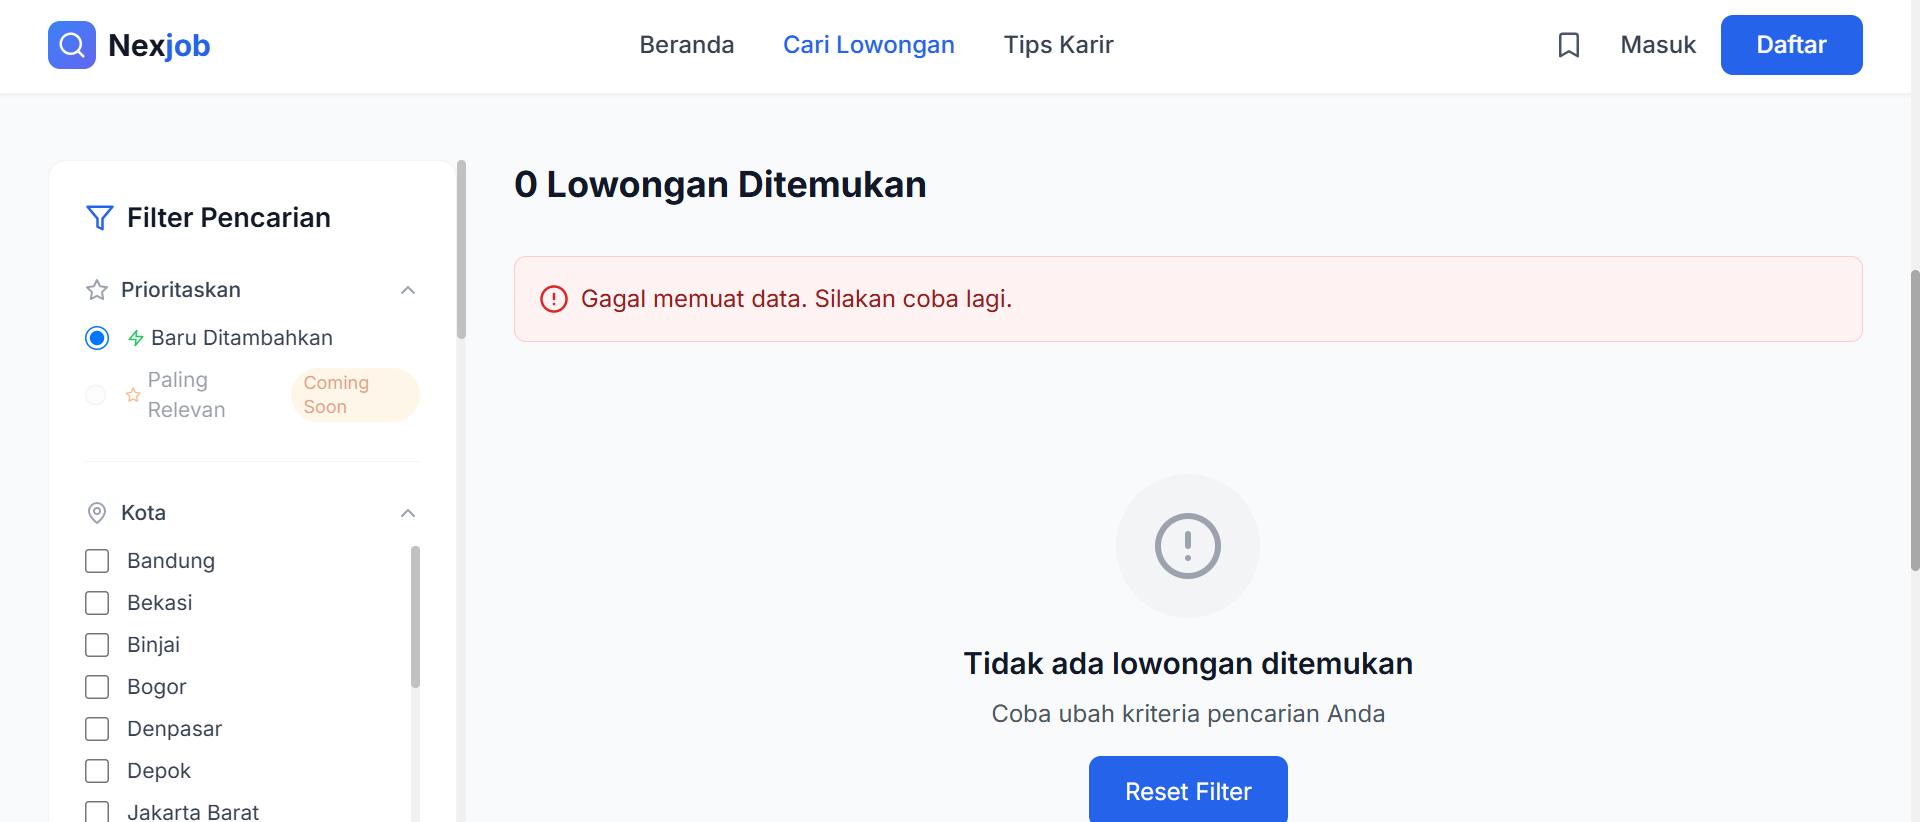 Nexjob
Beranda
Cari Lowongan
Tips Karir
Masuk
Daftar
Filter Pencarian
Prioritaskan
Baru Ditambahkan
Paling
Relevan
Coming
Soon
Kota
Bandung
Bekasi
Binjai
Bogor
Denpasar
Depok
Jakarta Barat
0 Lowongan Ditemukan
Gagal memuat data. Silakan coba lagi.
Tidak ada lowongan ditemukan
Coba ubah kriteria pencarian Anda
Reset Filter